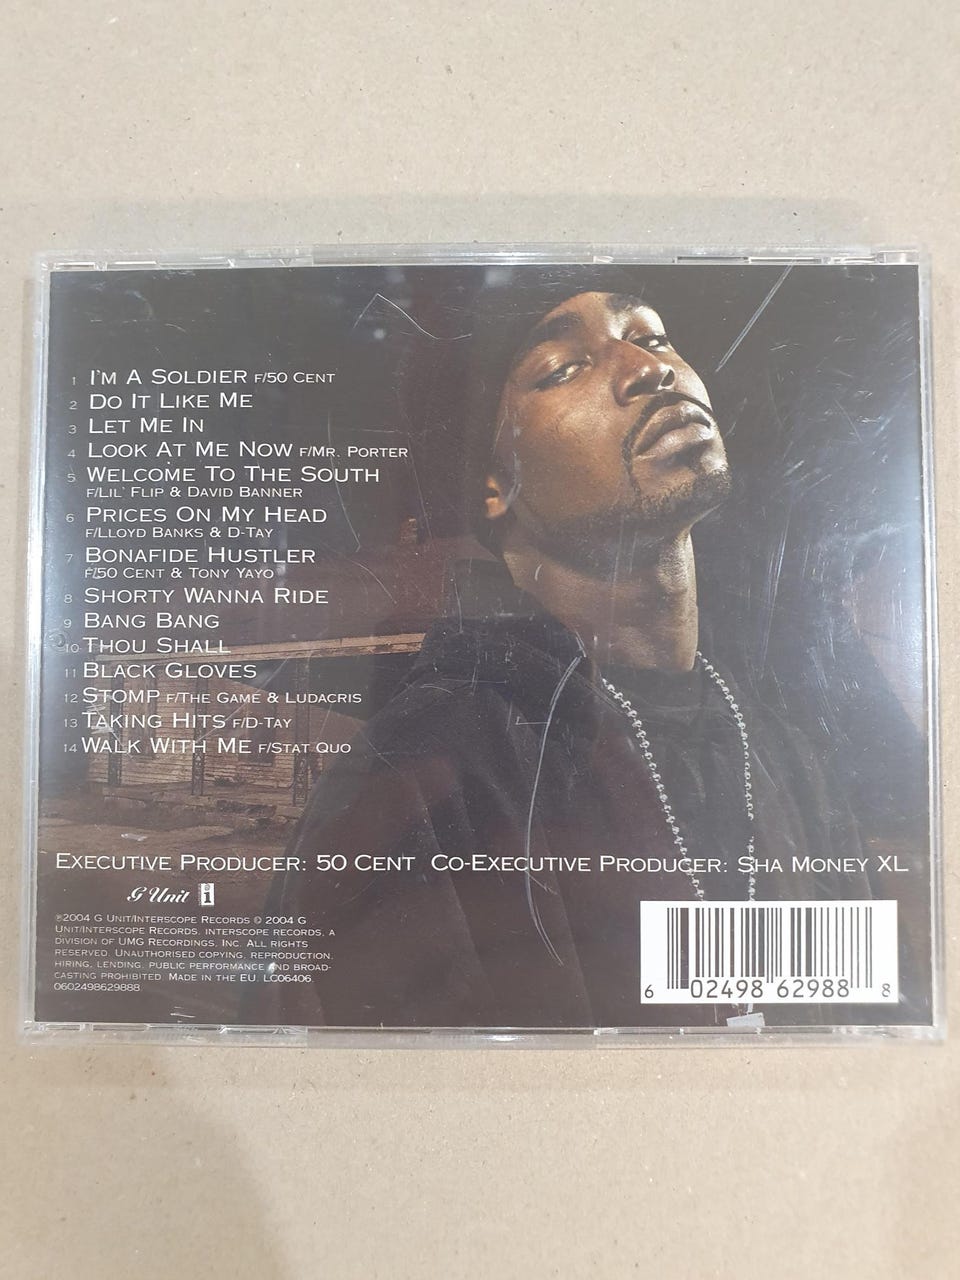 1 I'M A SOLDIER F/50 CENT
2 DO IT LIKE ME
3 LET ME IN
4 LOOK AT ME NOW F/MR. PORTER
5 WELCOME TO THE SOUTH
F/LIL' FLIP & DAVID BANNER
6 PRICES ON MY HEAD
F/LLOYD BANKS & D-TAY
7 BONAFIDE HUSTLER
F/50 CENT & TONY YAYO
8 SHORTY WANNA RIDE
9 BANG BANG
10 THOU SHALL
11 BLACK GLOVES
12 STOMP F/THE GAME & LUDACRIS
13 TAKING HITS F/D-TAY
14 WALK WITH ME F/STAT QUO
EXECUTIVE PRODUCER: 50 CENT CO-EXECUTIVE PRODUCER: SHA MONEY XL
G Unit i
℗2004 G UNIT/INTERSCOPE RECORDS © 2004 G
UNIT/INTERSCOPE RECORDS. INTERSCOPE RECORDS, A
DIVISION OF UMG RECORDINGS, INC. ALL RIGHTS
RESERVED. UNAUTHORISED COPYING, REPRODUCTION,
HIRING, LENDING, PUBLIC PERFORMANCE AND BROAD-
CASTING PROHIBITED. MADE IN THE EU. LC06406.
0602498629888.
6 02498 62988 8